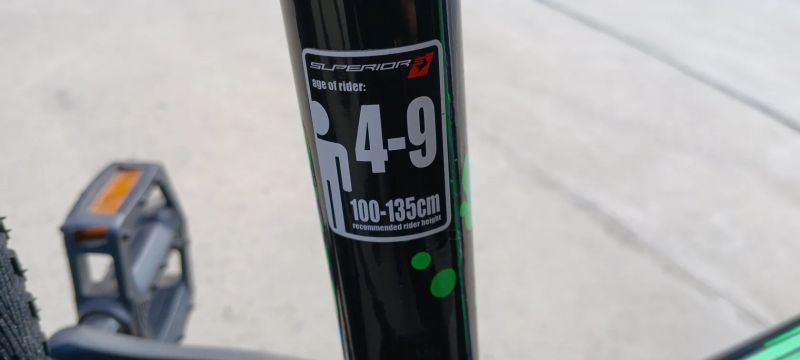 SUPERIOR
age of rider:
4-9
100-135cm
recommended rider height